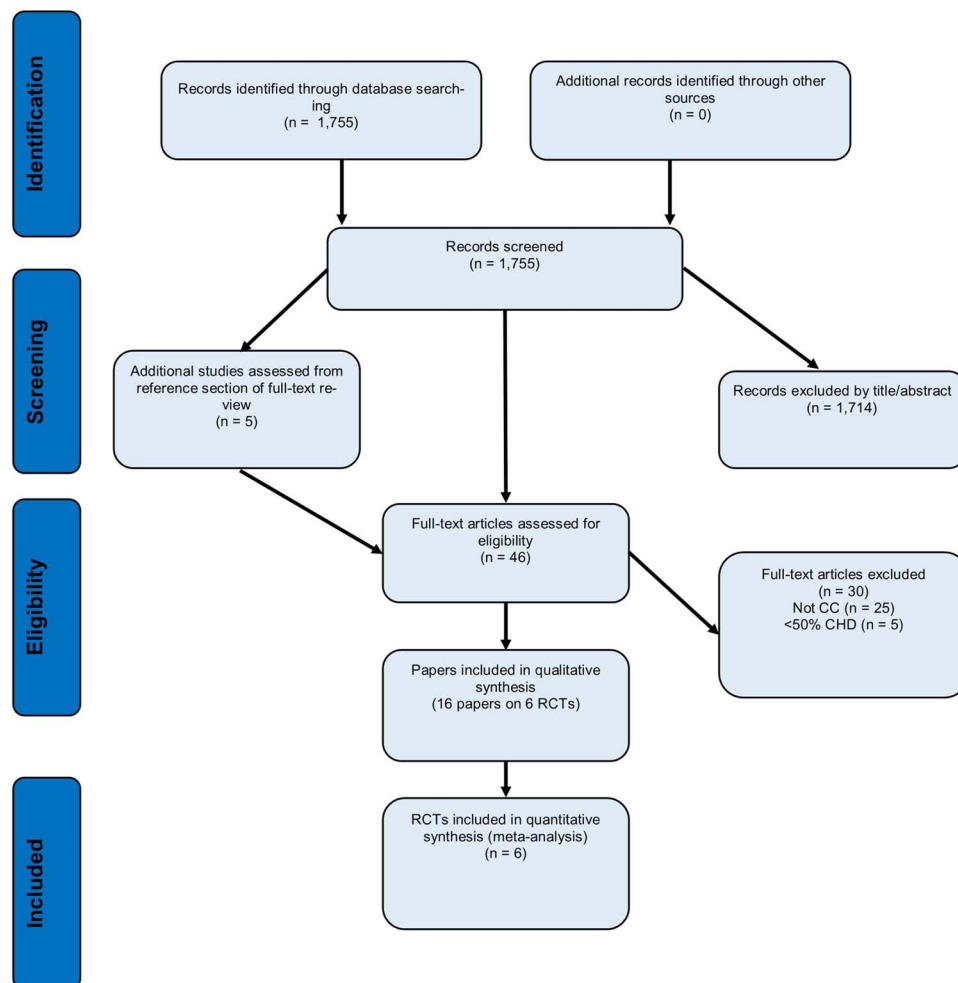 Identification
Records identified through database search-
ing
(n =  1,755)
Additional records identified through other
sources
(n = 0)
Records screened
(n = 1,755)
Screening
Additional studies assessed from
reference section of full-text re-
view
(n = 5)
Records excluded by title/abstract
(n = 1,714)
Eligibility
Full-text articles assessed for
eligibility
(n = 46)
Full-text articles excluded
(n = 30)
Not CC (n = 25)
<50% CHD (n = 5)
Papers included in qualitative
synthesis
(16 papers on 6 RCTs)
Included
RCTs included in quantitative
synthesis (meta-analysis)
(n = 6)